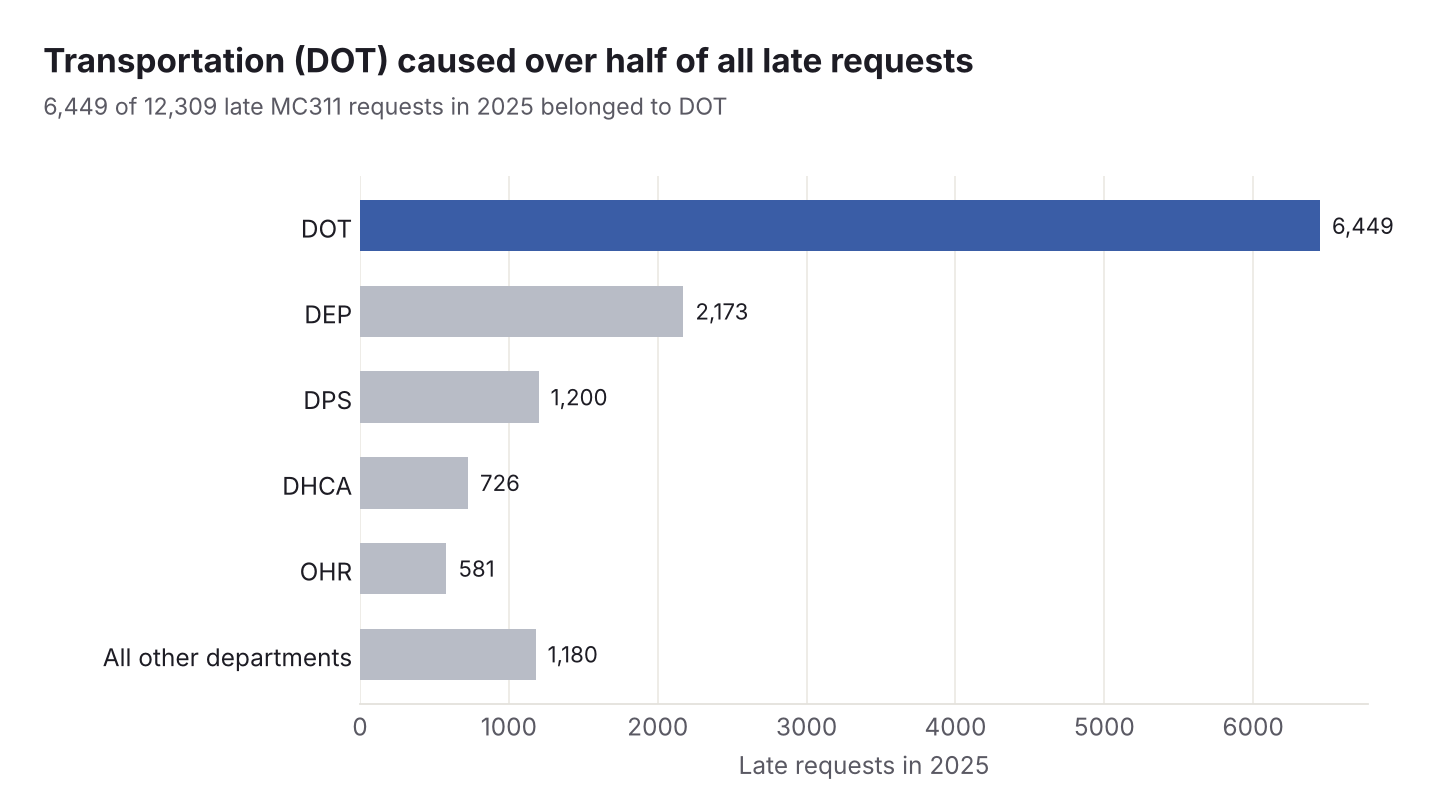 Transportation (DOT) caused over half of all late requests
6,449 of 12,309 late MC311 requests in 2025 belonged to DOT
DOT 6,449
DEP 2,173
DPS 1,200
DHCA 726
OHR 581
All other departments 1,180
0 1000 2000 3000 4000 5000 6000
Late requests in 2025